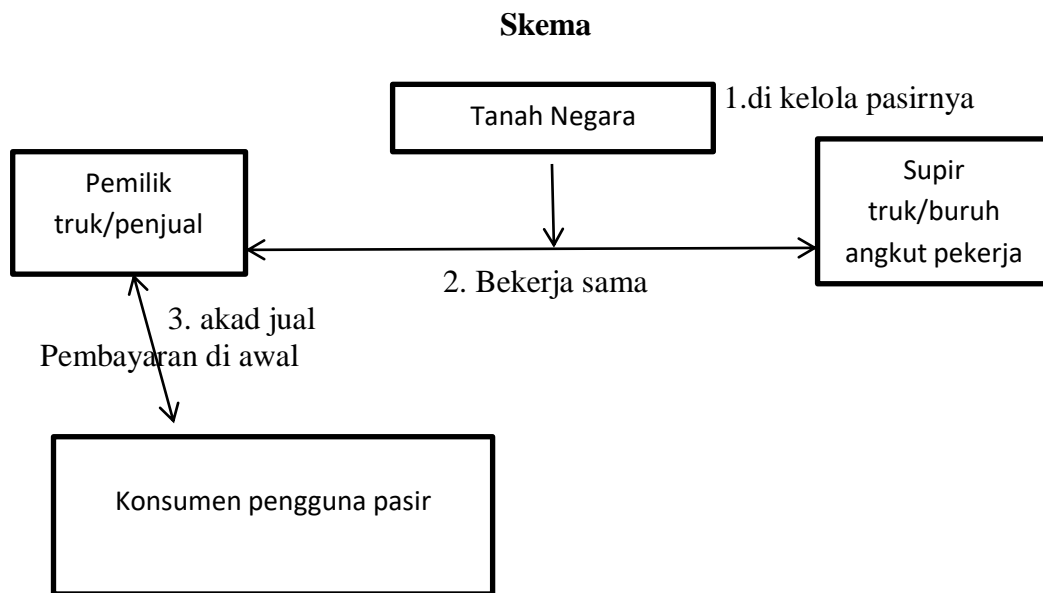 Skema
Tanah Negara
1.di kelola pasirnya
Pemilik
truk/penjual
Supir
truk/buruh
angkut pekerja
2. Bekerja sama
3. akad jual
Pembayaran di awal
Konsumen pengguna pasir